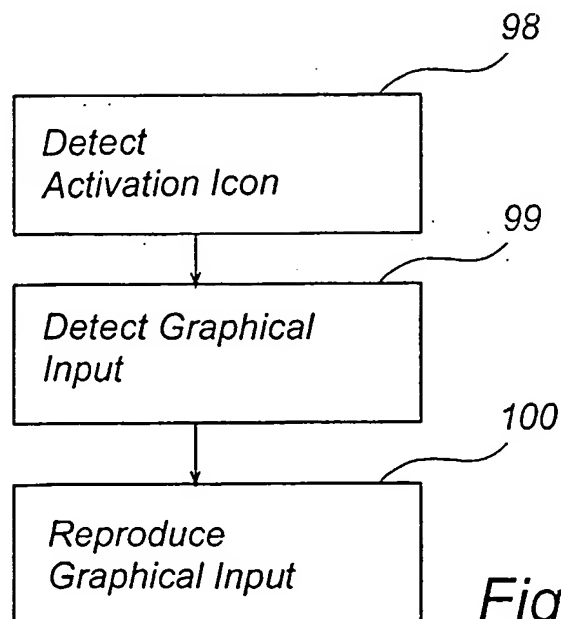 98
Detect
Activation Icon
99
Detect Graphical
Input
100
Reproduce
Graphical Input
Fig